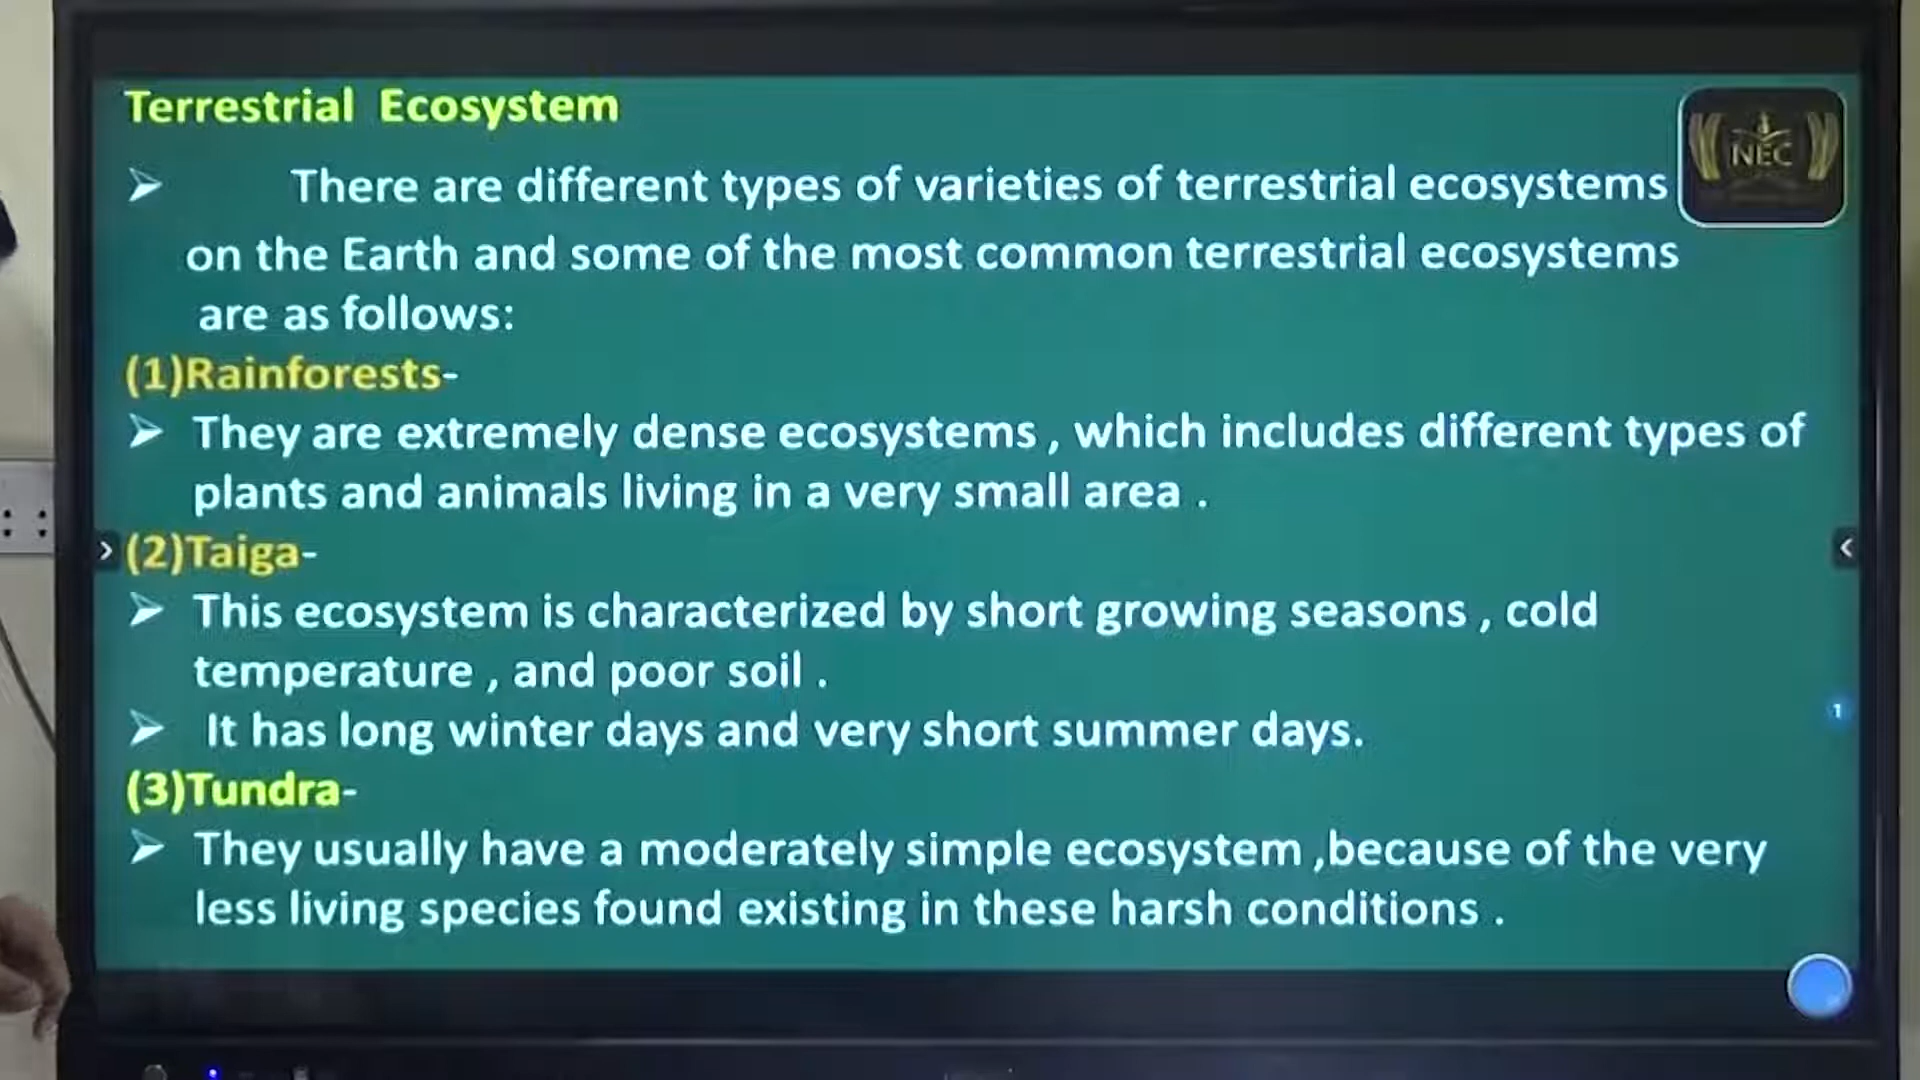 Terrestrial Ecosystem
NEC
➢ There are different types of varieties of terrestrial ecosystems
on the Earth and some of the most common terrestrial ecosystems
are as follows:
(1)Rainforests-
➢ They are extremely dense ecosystems , which includes different types of
plants and animals living in a very small area .
(2)Taiga-
➢ This ecosystem is characterized by short growing seasons , cold
temperature , and poor soil .
➢ It has long winter days and very short summer days.
1
(3)Tundra-
➢ They usually have a moderately simple ecosystem ,because of the very
less living species found existing in these harsh conditions .